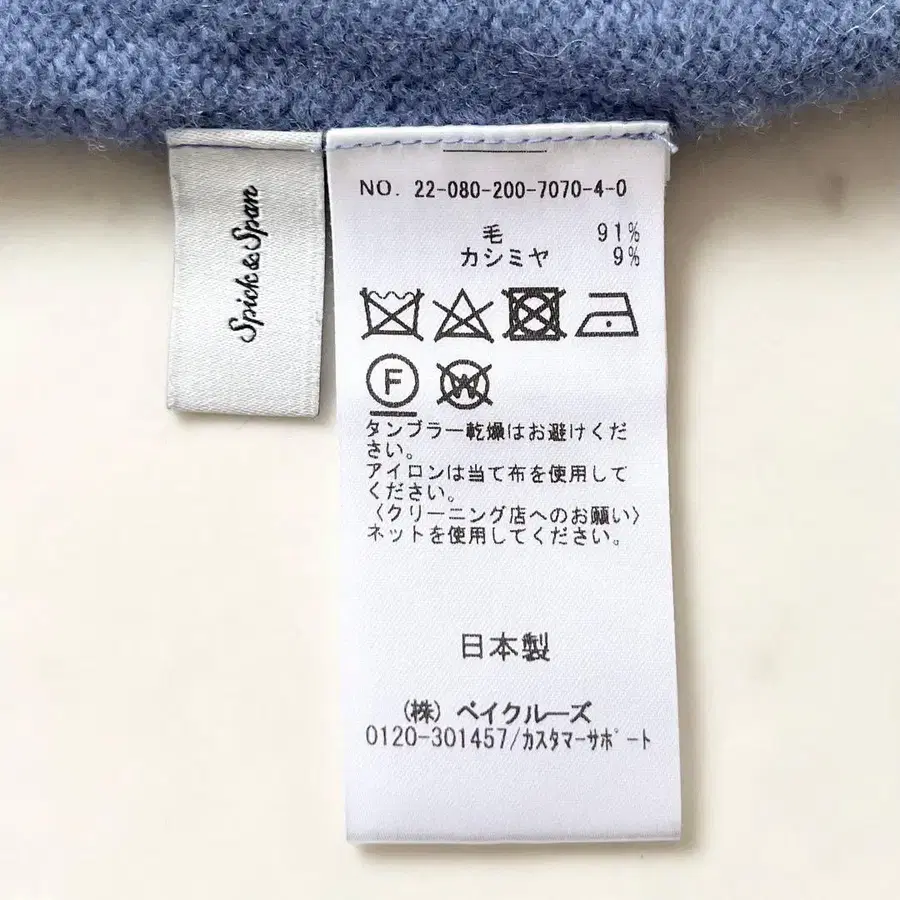 Spick & Span
NO. 22-080-200-7070-4-0
毛 91%
カシミヤ 9%
F
W
タンブラー乾燥はお避けくだ
さい。
アイロンは当て布を使用して
ください。
〈クリーニング店へのお願い〉
ネットを使用してください。
日本製
(株) ベイクルーズ
0120-301457/カスタマーサポート